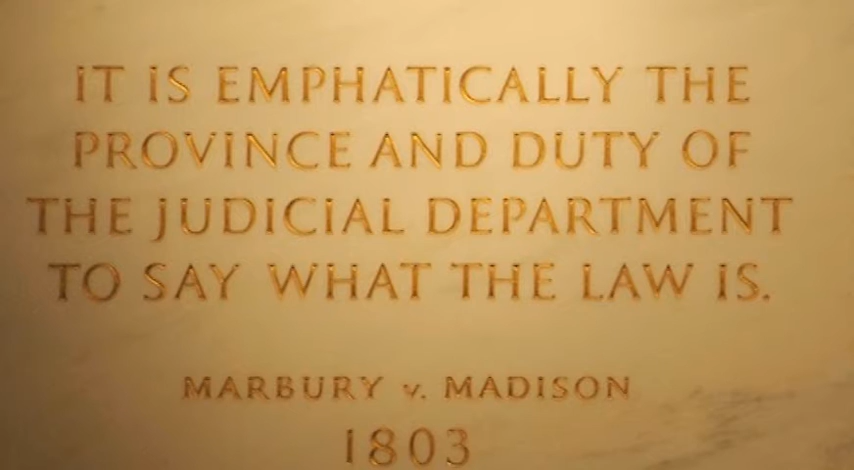 IT IS EMPHATICALLY THE
PROVINCE AND DUTY OF
THE JUDICIAL DEPARTMENT
TO SAY WHAT THE LAW IS.
MARBURY v. MADISON
1803